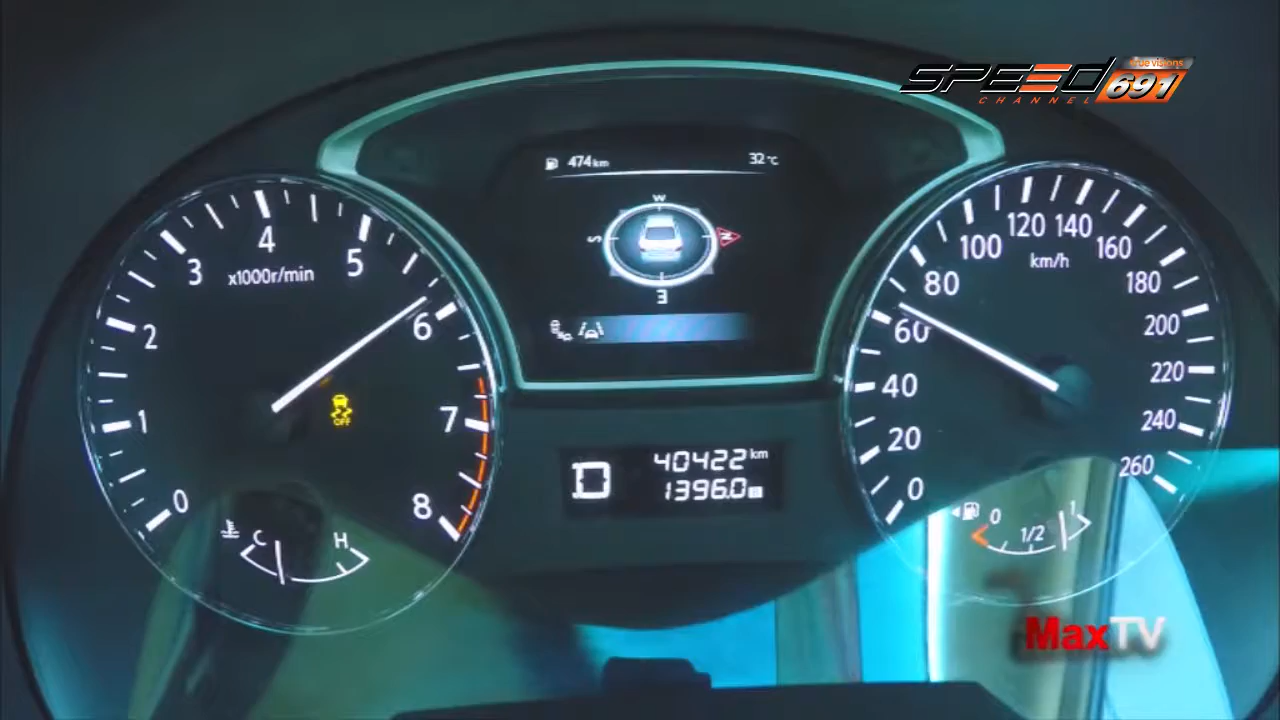 SPEED
true visions
CHANNEL 691
474 km
32 °C
W
S
N
E
0
1
2
3
4
5
6
7
8
x1000r/min
OFF
C
H
40422 km
1396.0
D
0
20
40
60
80
100
120
140
160
180
200
220
240
260
km/h
0
1/2
1
MaxTV